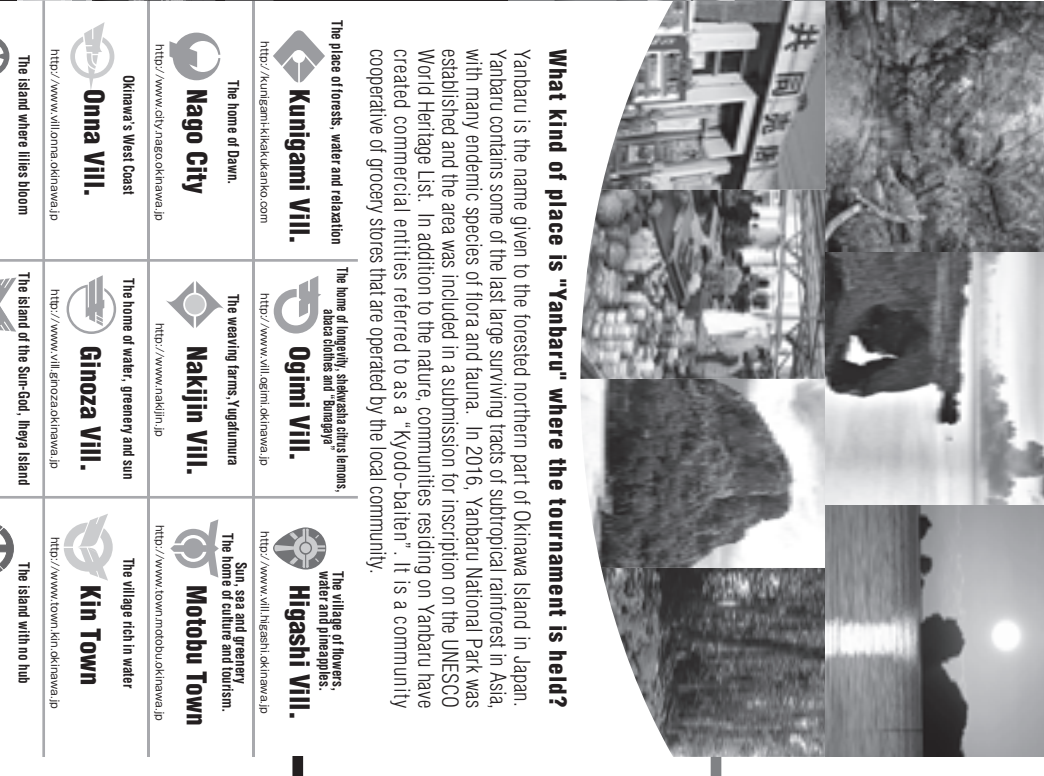 共同売店
What kind of place is "Yanbaru" where the tournament is held?
Yanbaru is the name given to the forested northern part of Okinawa Island in Japan.
Yanbaru contains some of the last large surviving tracts of subtropical rainforest in Asia,
with many endemic species of flora and fauna. In 2016, Yanbaru National Park was
established and the area was included in a submission for inscription on the UNESCO
World Heritage List. In addition to the nature, communities residing on Yanbaru have
created commercial entities referred to as a “Kyodo-baiten”. It is a community
cooperative of grocery stores that are operated by the local community.
The place of forests, water and relaxation
Kunigami Vill.
http://kunigami-kikakukanko.com
The home of longevity, shekwasha citrus lemons,
abaca clothes and "Bunagaya"
Ogimi Vill.
http://www.vill.ogimi.okinawa.jp
The village of flowers,
water and pineapples.
Higashi Vill.
http://www.vill.higashi.okinawa.jp
The home of Dawn.
Nago City
http://www.city.nago.okinawa.jp
The weaving farms,Yugafumura
Nakijin Vill.
http://www.nakijin.jp
Sun, sea and greenery
The home of culture and tourism.
Motobu Town
http://www.town.motobu.okinawa.jp
Okinawa's West Coast
Onna Vill.
http://www.vill.onna.okinawa.jp
The home of water, greenery and sun
Ginoza Vill.
http://www.vill.ginoza.okinawa.jp
The village rich in water
Kin Town
http://www.town.kin.okinawa.jp
The island where lilies bloom
The island of the Sun-God, Iheya Island
The island with no hub